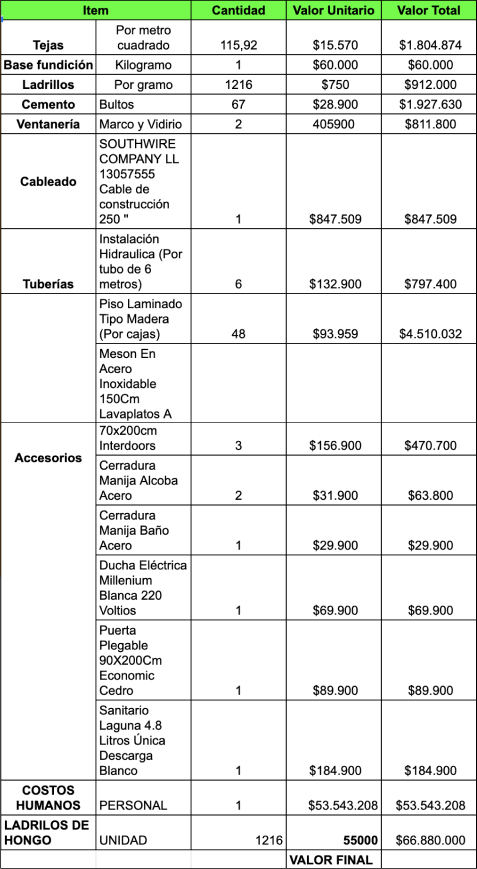 Item Cantidad Valor Unitario Valor Total
Tejas Por metro cuadrado 115,92 $15.570 $1.804.874
Base fundición Kilogramo 1 $60.000 $60.000
Ladrillos Por gramo 1216 $750 $912.000
Cemento Bultos 67 $28.900 $1.927.630
Ventanería Marco y Vidirio 2 405900 $811.800
Cableado
SOUTHWIRE
COMPANY LL
13057555
Cable de
construcción
250 " 1 $847.509 $847.509
Instalación
Hidraulica (Por
tubo de 6
Tuberías metros) 6 $132.900 $797.400
Piso Laminado
Tipo Madera
(Por cajas) 48 $93.959 $4.510.032
Meson En
Acero
Inoxidable
150Cm
Lavaplatos A
Accesorios
70x200cm
Interdoors 3 $156.900 $470.700
Cerradura
Manija Alcoba
Acero 2 $31.900 $63.800
Cerradura
Manija Baño
Acero 1 $29.900 $29.900
Ducha Eléctrica
Millenium
Blanca 220
Voltios 1 $69.900 $69.900
Puerta
Plegable
90X200Cm
Economic
Cedro 1 $89.900 $89.900
Sanitario
Laguna 4.8
Litros Única
Descarga
Blanco 1 $184.900 $184.900
COSTOS
HUMANOS PERSONAL 1 $53.543.208 $53.543.208
LADRILOS DE
HONGO UNIDAD 1216 55000 $66.880.000
VALOR FINAL